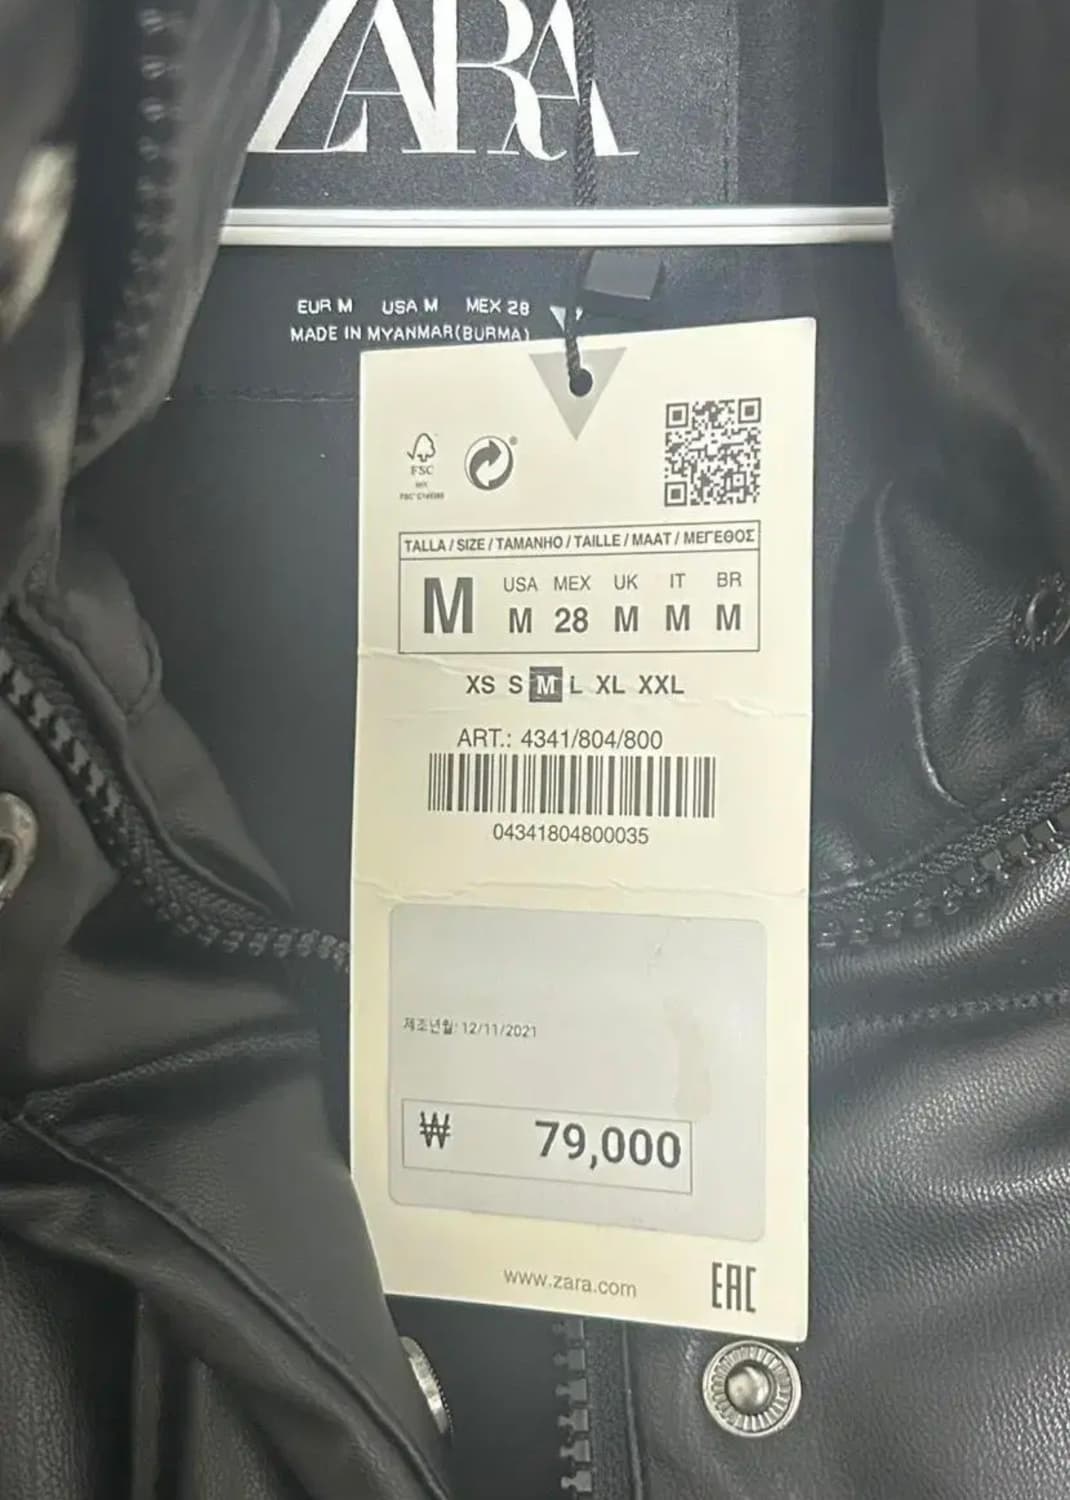 ZARA
EUR M USA M MEX 28
MADE IN MYANMAR (BURMA)
FSC
TALLA / SIZE / TAMANHO / TAILLE / MAAT / ΜΕΓΕΘΟΣ
M
USA MEX UK IT BR
M 28 M M M
XS S M L XL XXL
ART.: 4341/804/800
04341804800035
제조년월: 12/11/2021
₩ 79,000
www.zara.com
EAC